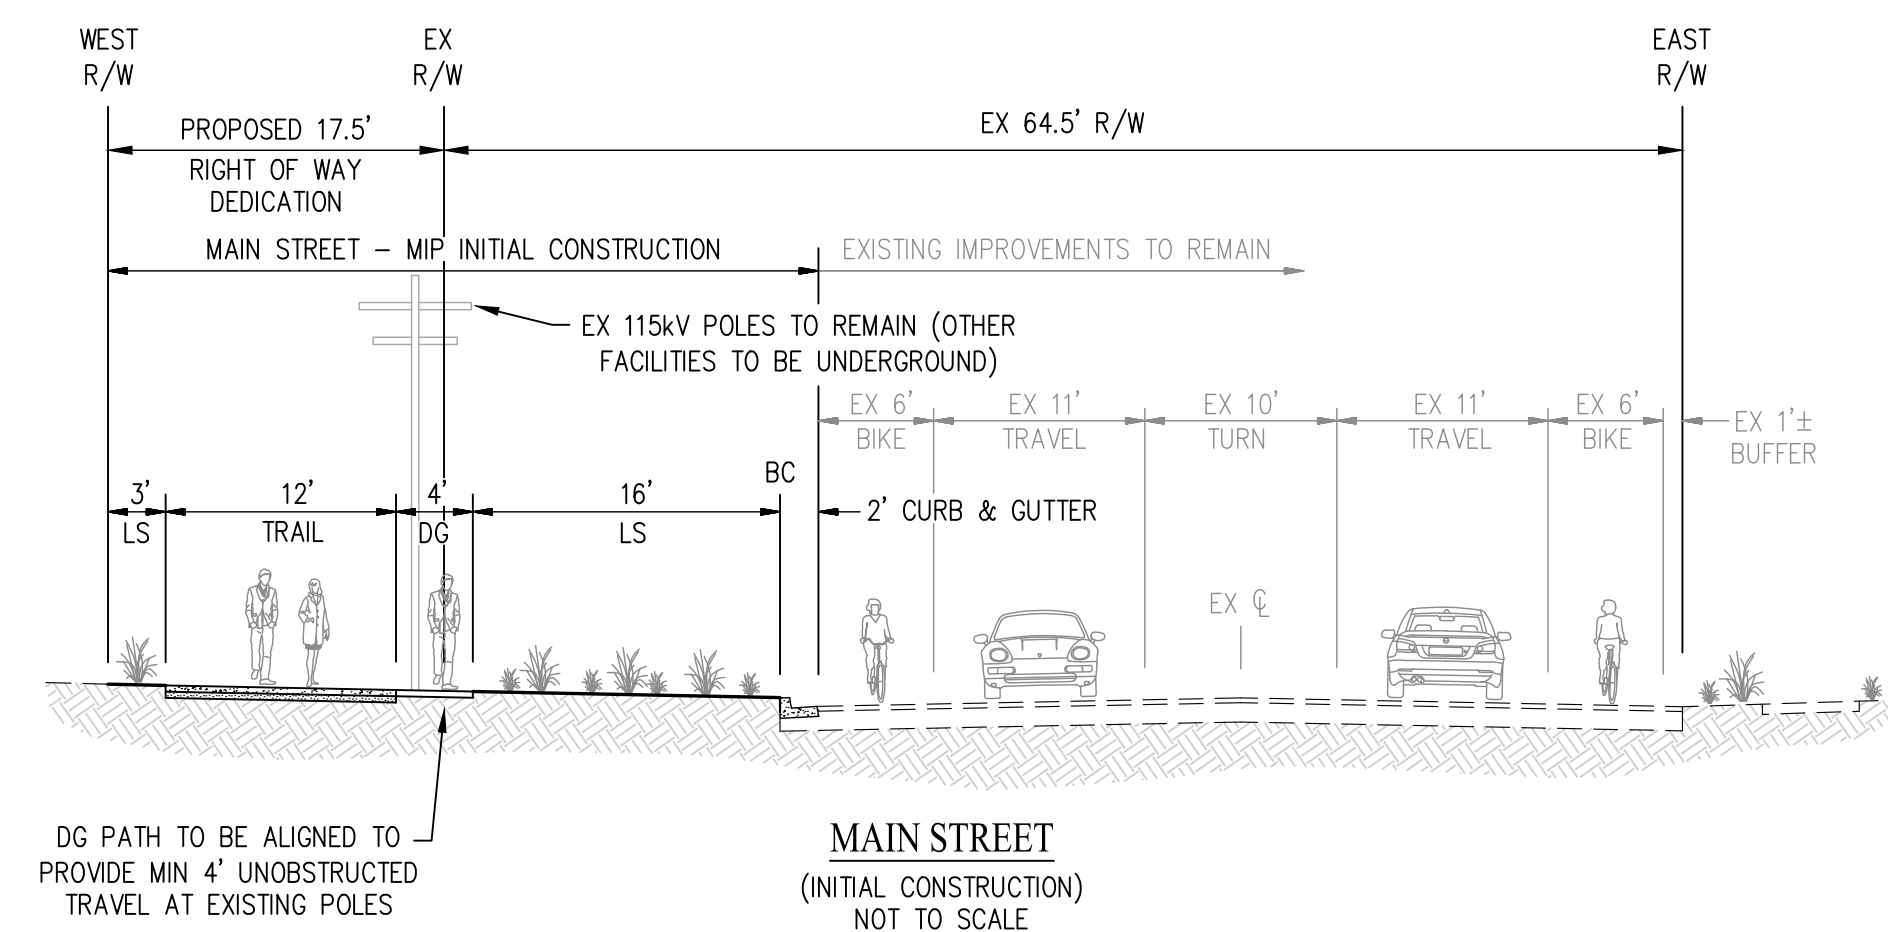 WEST
R/W
EX
R/W
EAST
R/W
PROPOSED 17.5'
RIGHT OF WAY
DEDICATION
EX 64.5' R/W
MAIN STREET - MIP INITIAL CONSTRUCTION
EXISTING IMPROVEMENTS TO REMAIN
EX 115kV POLES TO REMAIN (OTHER
FACILITIES TO BE UNDERGROUND)
EX 6'
BIKE
EX 11'
TRAVEL
EX 10'
TURN
EX 11'
TRAVEL
EX 6'
BIKE
EX 1'±
BUFFER
3'
LS
12'
TRAIL
4'
DG
16'
LS
BC
2' CURB & GUTTER
EX ℄
DG PATH TO BE ALIGNED TO
PROVIDE MIN 4' UNOBSTRUCTED
TRAVEL AT EXISTING POLES
MAIN STREET
(INITIAL CONSTRUCTION)
NOT TO SCALE